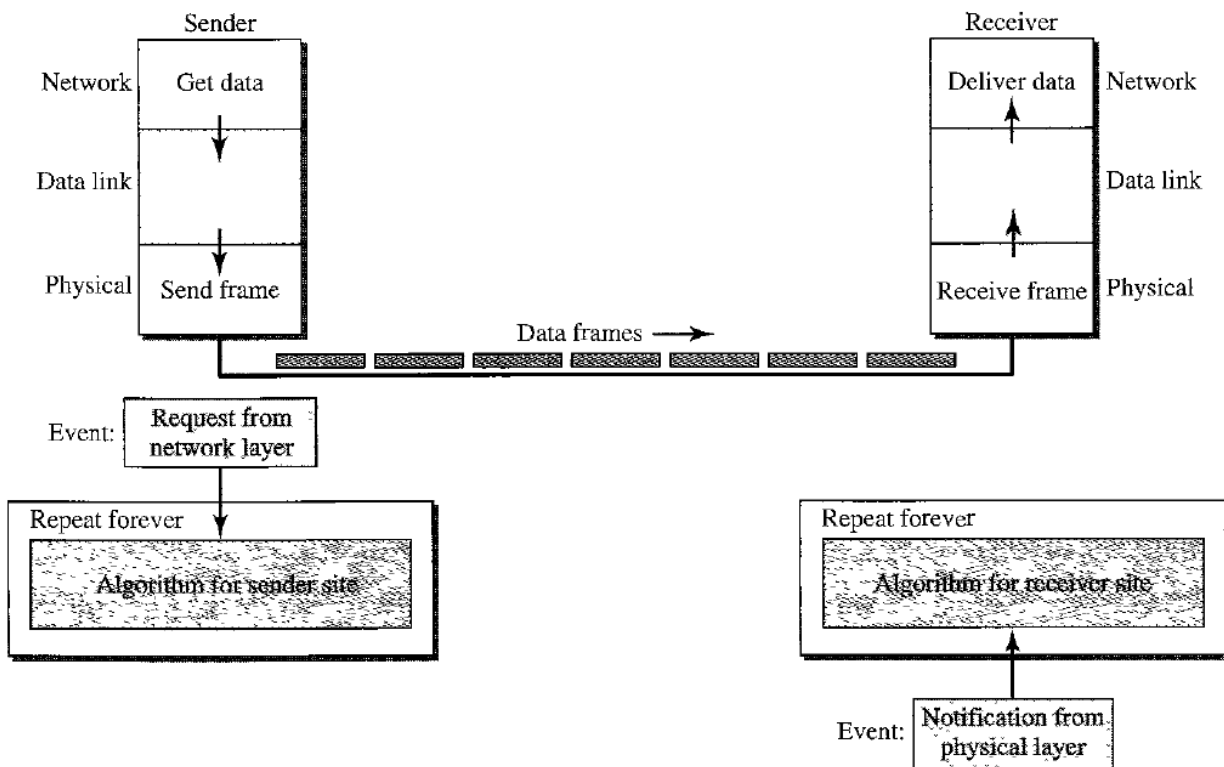 Sender
Receiver
Network
Get data
Deliver data
Network
Data link
Data link
Physical
Send frame
Receive frame
Physical
Data frames
Event:
Request from
network layer
Repeat forever
Algorithm for sender site
Repeat forever
Algorithm for receiver site
Event:
Notification from
physical layer